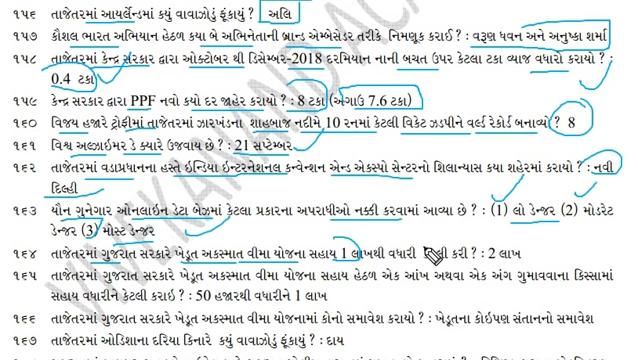 ૧૫૬ તાજેતરમાં આયર્લેન્ડમાં કયું વાવાઝોડું ફૂંકાયું ? અલિ
૧૫૭ કૌશલ ભારત અભિયાન હેઠળ કયા બે અભિનેતાની બ્રાન્ડ એમ્બેસેડર તરીકે નિમણૂક કરાઈ? : વરૂણ ધવન અને અનુષ્કા શર્મા
૧૫૮ તાજેતરમાં કેન્દ્ર સરકાર દ્વારા ઓક્ટોબર થી ડિસેમ્બર-2018 દરમિયાન નાની બચત ઉપર કેટલા ટકા વ્યાજ વધારો કરાયો ? :
0.4 ટકા
૧૫૯ કેન્દ્ર સરકાર દ્વારા PPF નવો કયો દર જાહેર કરાયો ? : 8 ટકા (અગાઉ 7.6 ટકા)
૧૬૦ વિજય હજારે ટ્રોફીમાં તાજેતરમાં ઝારખંડના શાહબાજ નદીમે 10 રનમાં કેટલી વિકેટ ઝડપીને વર્લ્ડ રેકોર્ડ બનાવ્યો ? 8
૧૬૧ વિશ્વ અલ્ઝાઇમર ડે ક્યારે ઉજવાય છે? : 21 સપ્ટેમ્બર
૧૬૨ તાજેતરમાં વડાપ્રધાનના હસ્તે ઇન્ડિયા ઇન્ટરનેશનલ કન્વેન્શન એન્ડ એક્સપો સેન્ટરનો શિલાન્યાસ કયા શહેરમાં કરાયો ? : નવી
દિલ્હી
૧૬૩ યૌન ગુનેગાર ઓનલાઇન ડેટા બેઝમાં કેટલા પ્રકારના અપરાધીઓ નક્કી કરવામાં આવ્યા છે ? : (1) લો ડેન્જર (2) મોડરેટ
ડેન્જર (3) મોસ્ટ ડેન્જર
૧૬૪ તાજેતરમાં ગુજરાત સરકારે ખેડૂત અકસ્માત વીમા યોજના સહાય 1 લાખથી વધારી કરી ? : 2 લાખ
૧૬૫ તાજેતરમાં ગુજરાત સરકારે ખેડૂત અકસ્માત વીમા યોજના સહાય હેઠળ એક આંખ અથવા એક અંગ ગુમાવવાના કિસ્સામાં
સહાય વધારીને કેટલી કરાઈ ? : 50 હજારથી વધારીને 1 લાખ
૧૬૬ તાજેતરમાં ગુજરાત સરકારે ખેડૂત અકસ્માત વીમા યોજનામાં કોનો સમાવેશ કરાયો ? : ખેડૂતના કોઇપણ સંતાનનો સમાવેશ
૧૬૭ તાજેતરમાં ઓડિશાના દરિયા કિનારે કયું વાવાઝોડું ફૂંકાયું ? : દાય